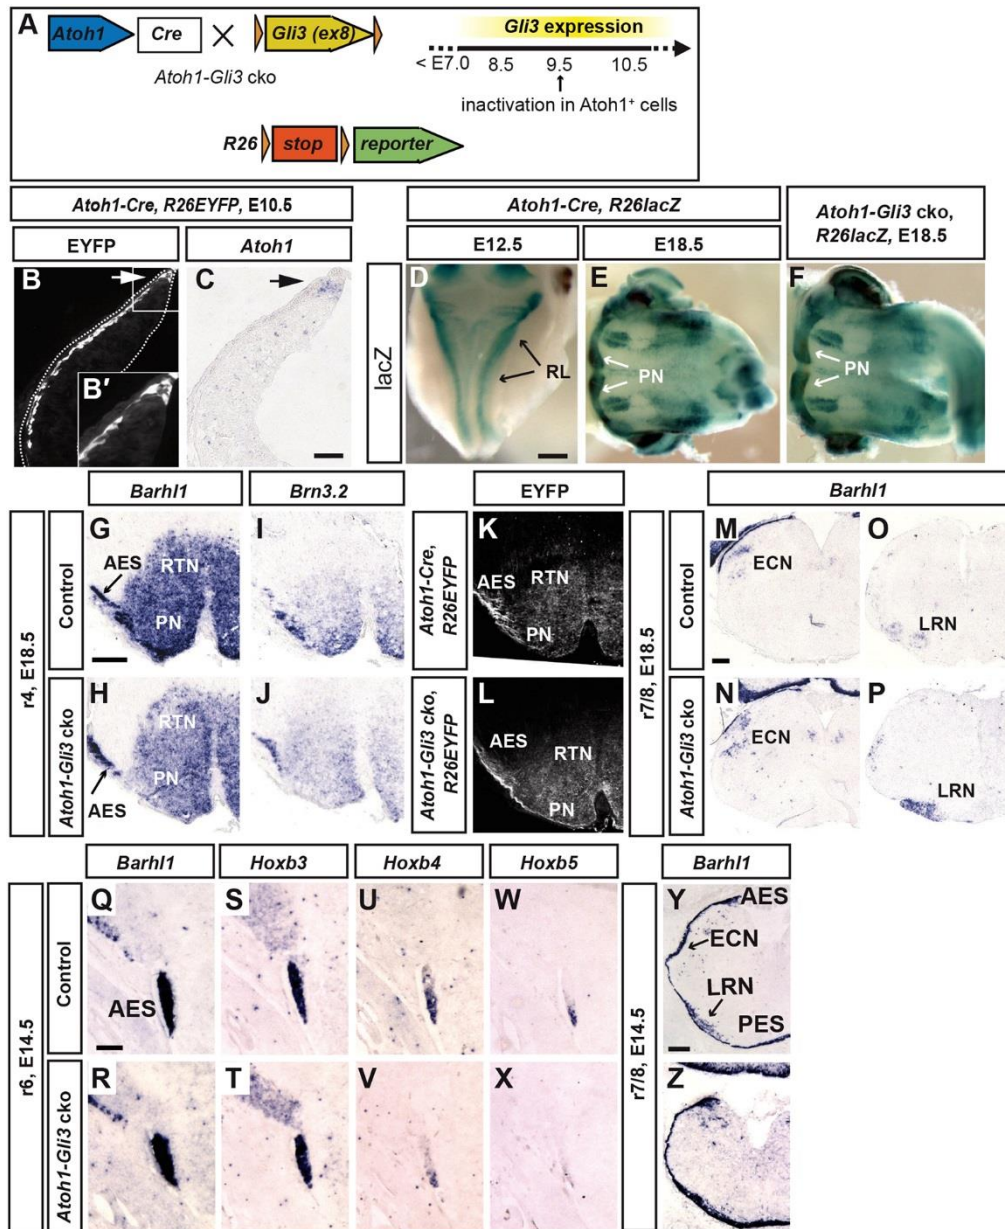 A
Atoh1 Cre Gli3 (ex8)
Atoh1-Gli3 cko
Gli3 expression
< E7.0 8.5 9.5 10.5
inactivation in Atoh1+ cells
R26 stop reporter
Atoh1-Cre, R26EYFP, E10.5
EYFP Atoh1
B B' C
Atoh1-Cre, R26lacZ
E12.5 E18.5
Atoh1-Gli3 cko,
R26lacZ, E18.5
lacZ
D RL
E PN
F PN
Barhl1 Brn3.2 EYFP Barhl1
r4, E18.5
Control
G AES RTN PN
I
Atoh1-Cre,
R26EYFP
K AES RTN PN
r7/8, E18.5
Control
M ECN
O LRN
Atoh1-Gli3 cko
H RTN PN AES
J
Atoh1-Gli3 cko,
R26EYFP
L AES RTN PN
Atoh1-Gli3 cko
N ECN
P LRN
Barhl1 Hoxb3 Hoxb4 Hoxb5 Barhl1
r6, E14.5
Control
Q AES
S
U
W
r7/8, E14.5
Y AES ECN LRN PES
Atoh1-Gli3 cko
R
T
V
X
Z